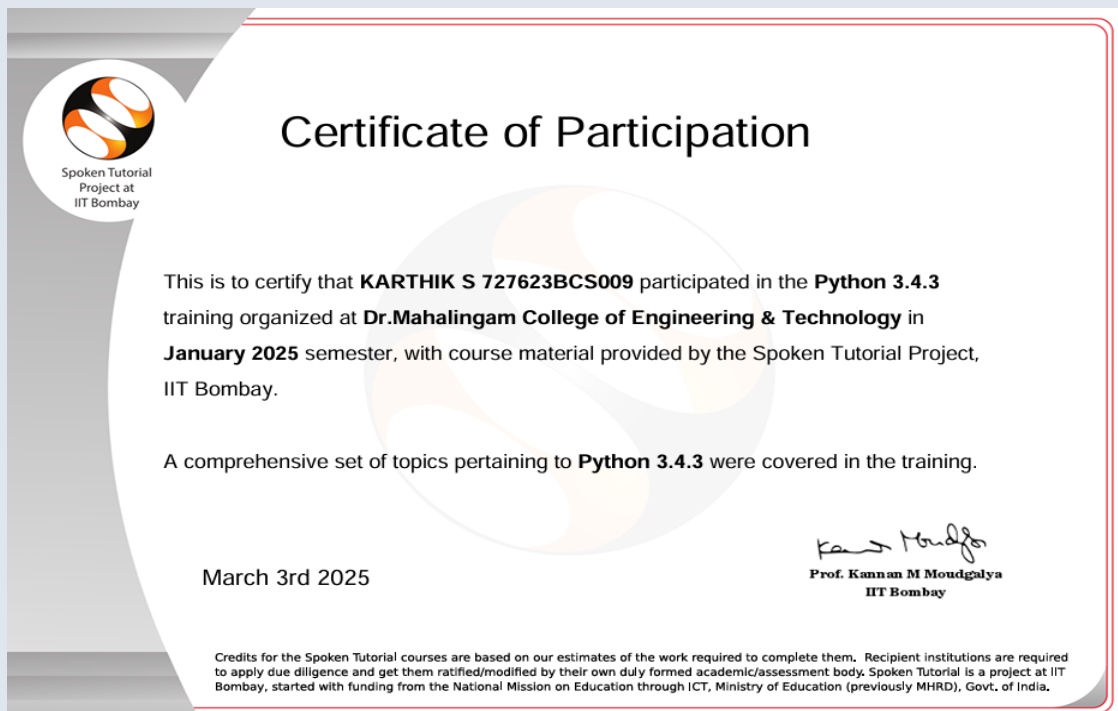 Spoken Tutorial
Project at
IIT Bombay
Certificate of Participation
This is to certify that KARTHIK S 727623BCS009 participated in the Python 3.4.3
training organized at Dr.Mahalingam College of Engineering & Technology in
January 2025 semester, with course material provided by the Spoken Tutorial Project,
IIT Bombay.
A comprehensive set of topics pertaining to Python 3.4.3 were covered in the training.
March 3rd 2025
Prof. Kannan M Moudgalya
IIT Bombay
Credits for the Spoken Tutorial courses are based on our estimates of the work required to complete them. Recipient institutions are required
to apply due diligence and get them ratified/modified by their own duly formed academic/assessment body. Spoken Tutorial is a project at IIT
Bombay, started with funding from the National Mission on Education through ICT, Ministry of Education (previously MHRD), Govt. of India.